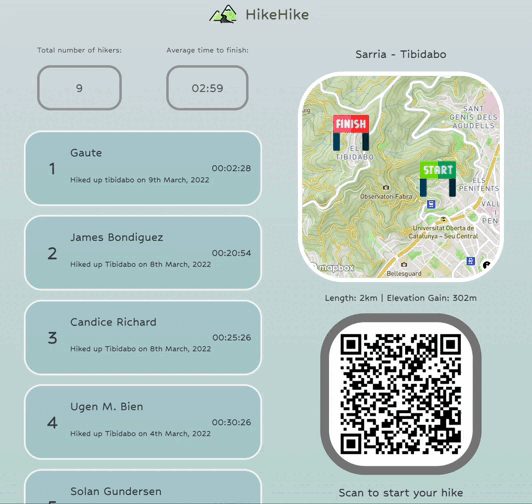 HikeHike
Total number of hikers:
9
Average time to finish:
02:59
1
Gaute
00:02:28
Hiked up tibidabo on 9th March, 2022
2
James Bondiguez
00:20:54
Hiked up Tibidabo on 8th March, 2022
3
Candice Richard
00:25:26
Hiked up Tibidabo on 8th March, 2022
4
Ugen M. Bien
00:30:26
Hiked up Tibidabo on 4th March, 2022
Solan Gundersen
Sarria - Tibidabo
FINISH
EL
TIBIDABO
SANT
GENÍS DELS
AGUDELLS
START
ELS
PENITENTS
Observatori Fabra
VALL
Universitat Oberta de
Catalunya – Seu Central
Bellesguard
mapbox
Length: 2km | Elevation Gain: 302m
Scan to start your hike